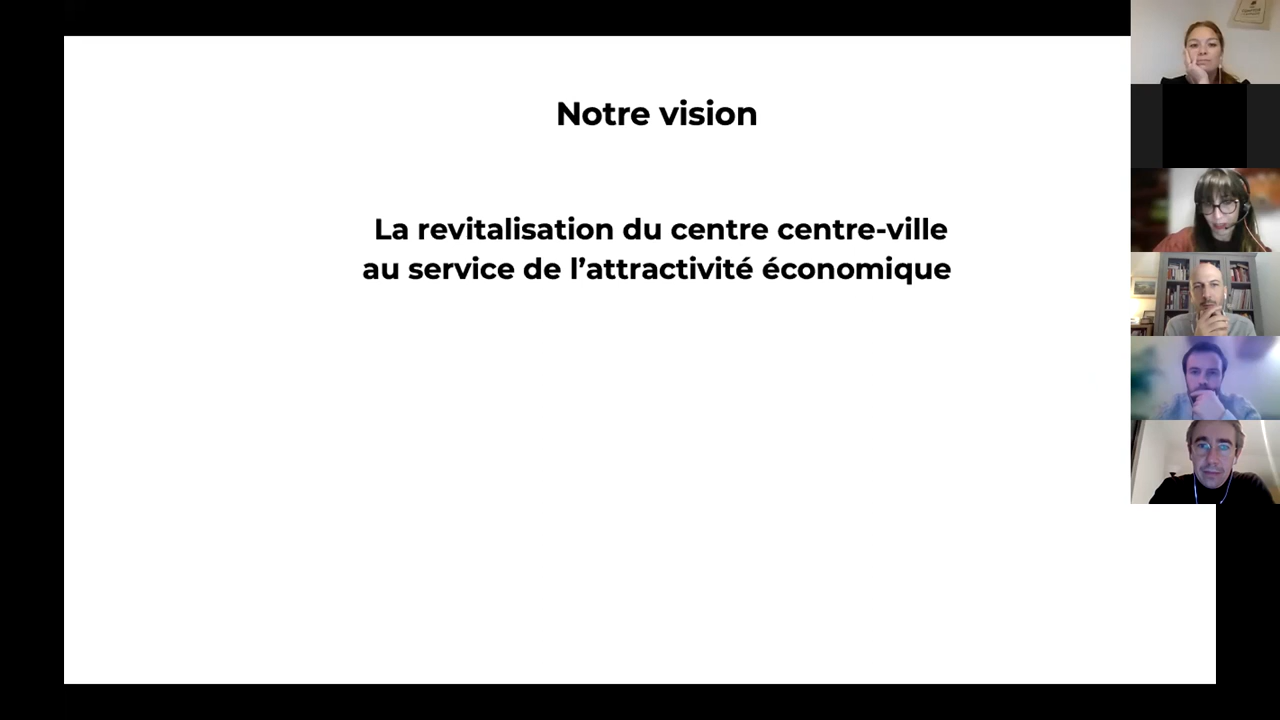 Notre vision
La revitalisation du centre centre-ville
au service de l’attractivité économique